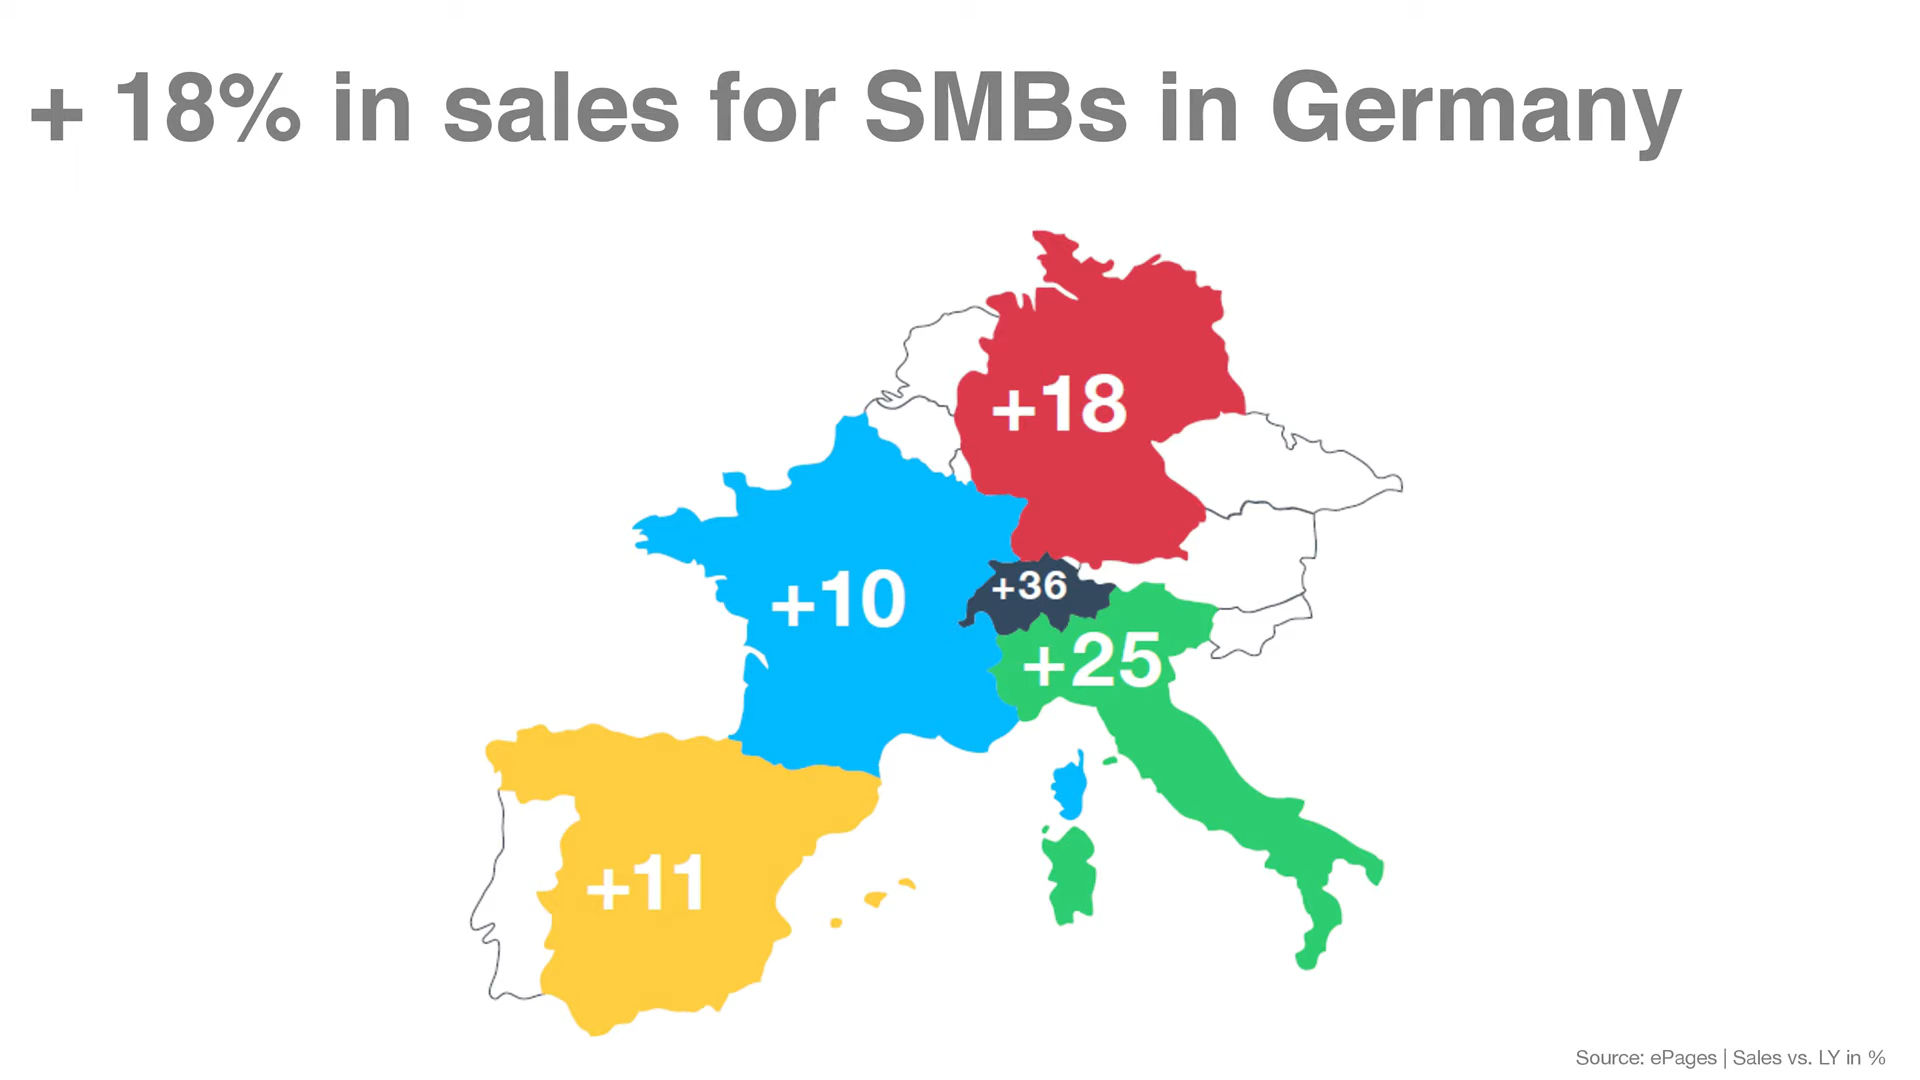 + 18% in sales for SMBs in Germany
+18
+10
+36
+25
+11
Source: ePages | Sales vs. LY in %